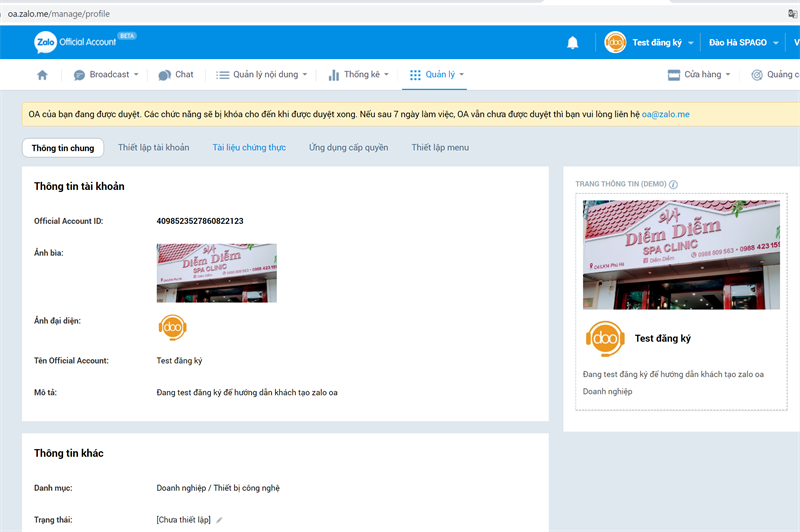 oa.zalo.me/manage/profile
Zalo Official Account BETA
Test đăng ký
Đào Hà SPAGO
Broadcast
Chat
Quản lý nội dung
Thống kê
Quản lý
Cửa hàng
Quảng c
OA của bạn đang được duyệt. Các chức năng sẽ bị khóa cho đến khi được duyệt xong. Nếu sau 7 ngày làm việc, OA vẫn chưa được duyệt thì bạn vui lòng liên hệ oa@zalo.me
Thông tin chung
Thiết lập tài khoản
Tài liệu chứng thực
Ứng dụng cấp quyền
Thiết lập menu
Thông tin tài khoản
Official Account ID: 4098523527860822123
Ảnh bìa:
Diễm Diễm
SPA CLINIC
Ảnh đại diện:
doo
Tên Official Account: Test đăng ký
Mô tả: Đang test đăng ký để hướng dẫn khách tạo zalo oa
Thông tin khác
Danh mục: Doanh nghiệp / Thiết bị công nghệ
Trạng thái: [Chưa thiết lập]
TRANG THÔNG TIN (DEMO)
Diễm Diễm
SPA CLINIC
doo
Test đăng ký
Đang test đăng ký để hướng dẫn khách tạo zalo oa
Doanh nghiệp